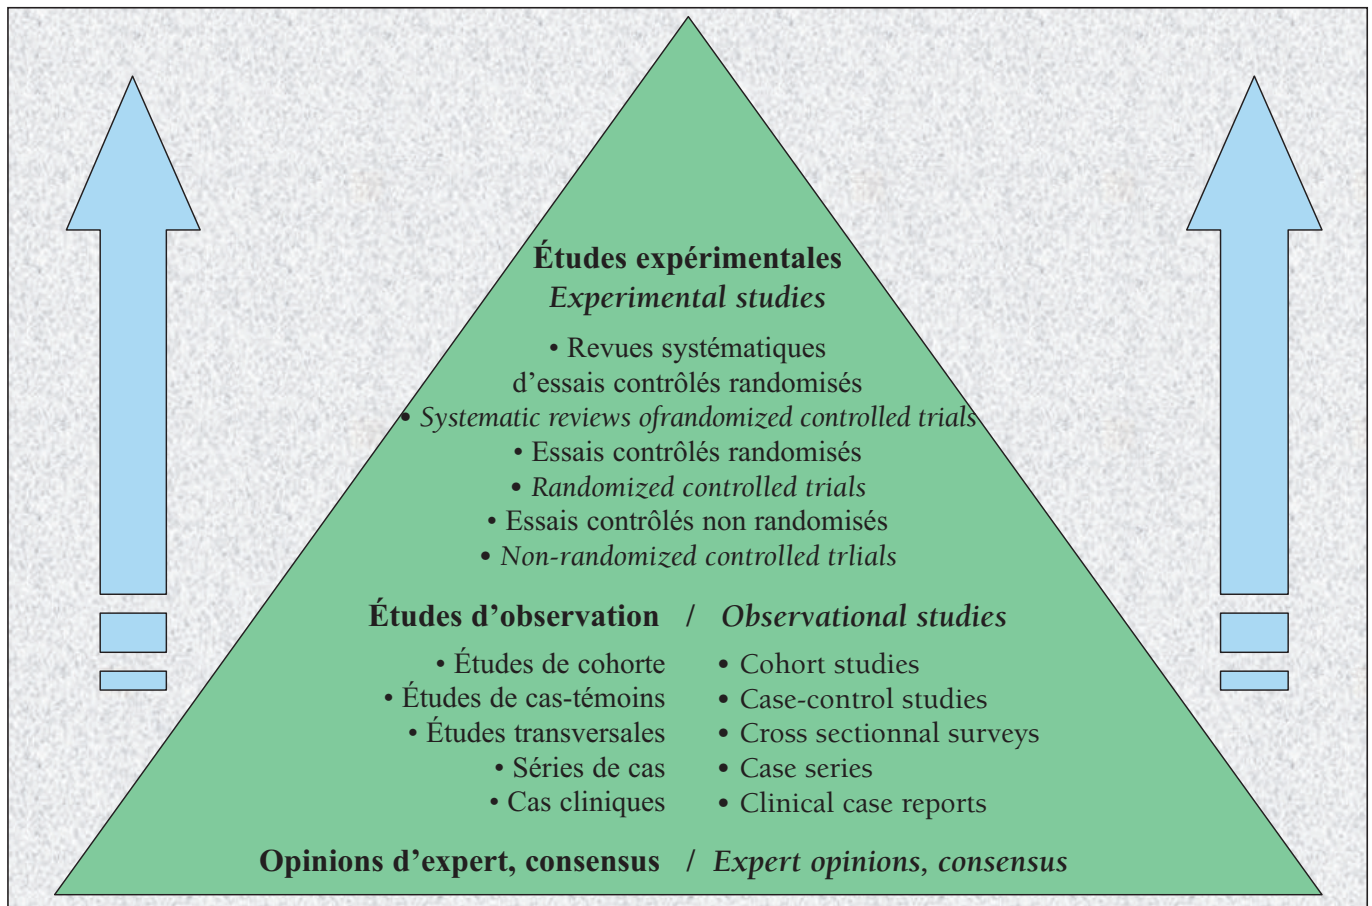 Études expérimentales
Experimental studies
• Revues systématiques
d’essais contrôlés randomisés
• Systematic reviews ofrandomized controlled trials
• Essais contrôlés randomisés
• Randomized controlled trials
• Essais contrôlés non randomisés
• Non-randomized controlled trlials
Études d’observation / Observational studies
• Études de cohorte • Cohort studies
• Études de cas-témoins • Case-control studies
• Études transversales • Cross sectionnal surveys
• Séries de cas • Case series
• Cas cliniques • Clinical case reports
Opinions d’expert, consensus / Expert opinions, consensus